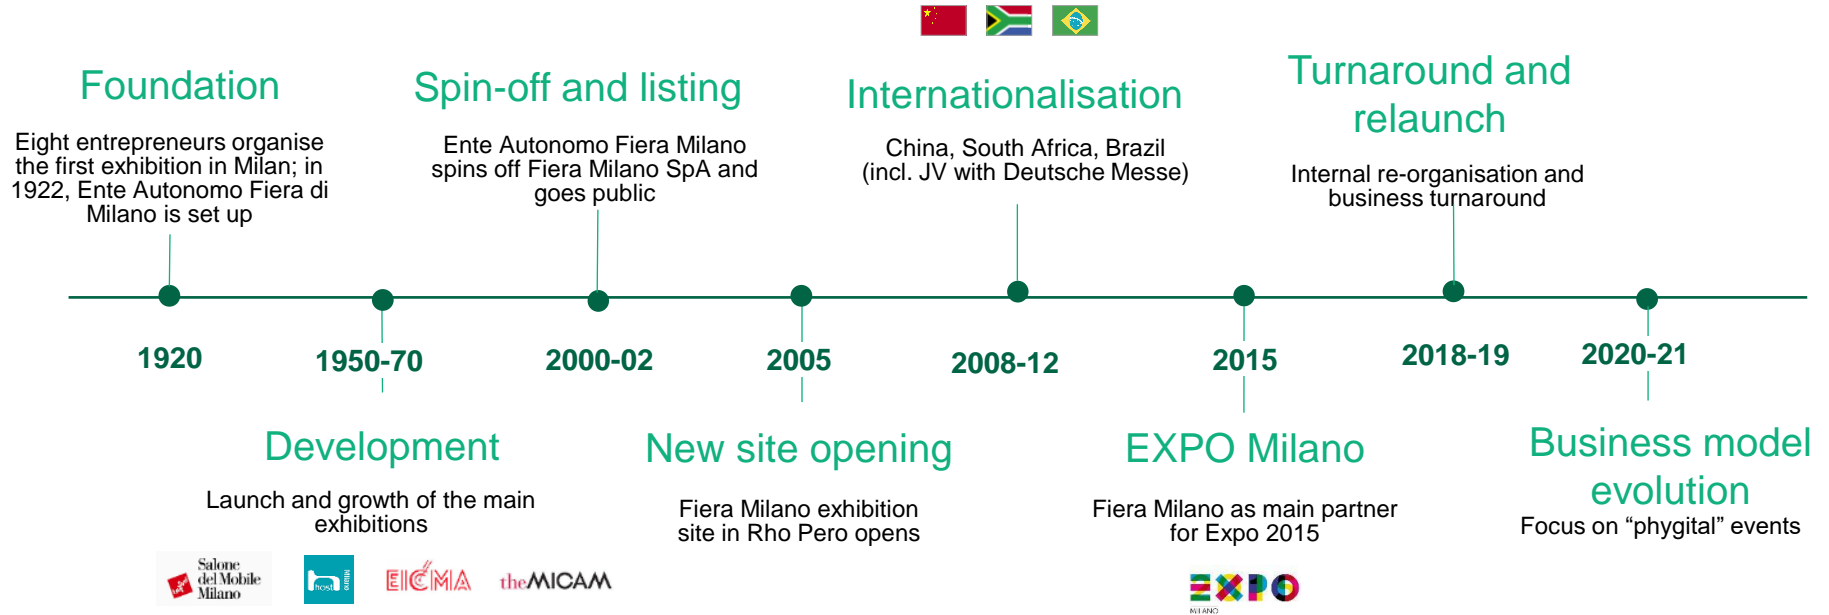 Foundation
Eight entrepreneurs organise
the first exhibition in Milan; in
1922, Ente Autonomo Fiera di
Milano is set up
Spin-off and listing
Ente Autonomo Fiera Milano
spins off Fiera Milano SpA and
goes public
Internationalisation
China, South Africa, Brazil
(incl. JV with Deutsche Messe)
Turnaround and
relaunch
Internal re-organisation and
business turnaround
1920
1950-70
2000-02
2005
2008-12
2015
2018-19
2020-21
Development
Launch and growth of the main
exhibitions
Salone
del Mobile
Milano
host
Milano
EICMA
theMICAM
New site opening
Fiera Milano exhibition
site in Rho Pero opens
EXPO Milano
Fiera Milano as main partner
for Expo 2015
EXPO
MILANO
Business model
evolution
Focus on “phygital” events